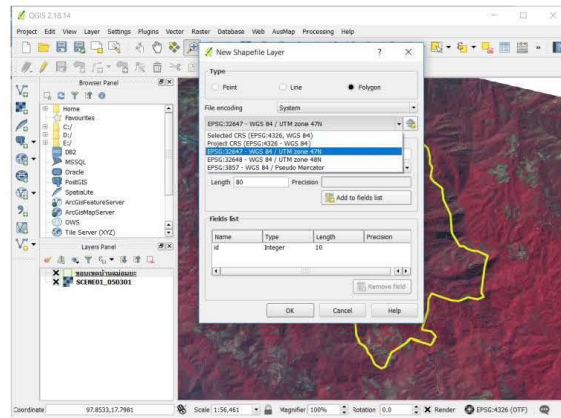 QGIS 2.18.14
Project Edit View Layer Settings Plugins Vector Raster Database Web AusMap Processing Help
New Shapefile Layer
Type
Point Line Polygon
File encoding System
EPSG:32647 - WGS 84 / UTM zone 47N
Selected CRS (EPSG:4326, WGS 84)
Project CRS (EPSG:4326 - WGS 84)
EPSG:32647 - WGS 84 / UTM zone 47N
EPSG:32648 - WGS 84 / UTM zone 48N
EPSG:3857 - WGS 84 / Pseudo Mercator
Length 80 Precision
Add to fields list
Fields list
Name Type Length Precision
id Integer 10
Remove field
OK Cancel Help
Browser Panel
Home
Favourites
C:/
D:/
E:/
DB2
MSSQL
Oracle
PostGIS
SpatiaLite
ArcGisFeatureServer
ArcGisMapServer
OWS
Tile Server (XYZ)
Layers Panel
SCENE01_050301
Coordinate 97.8533,17.7981 Scale 1:56,461 Magnifier 100% Rotation 0.0 Render EPSG:4326 (OTF)